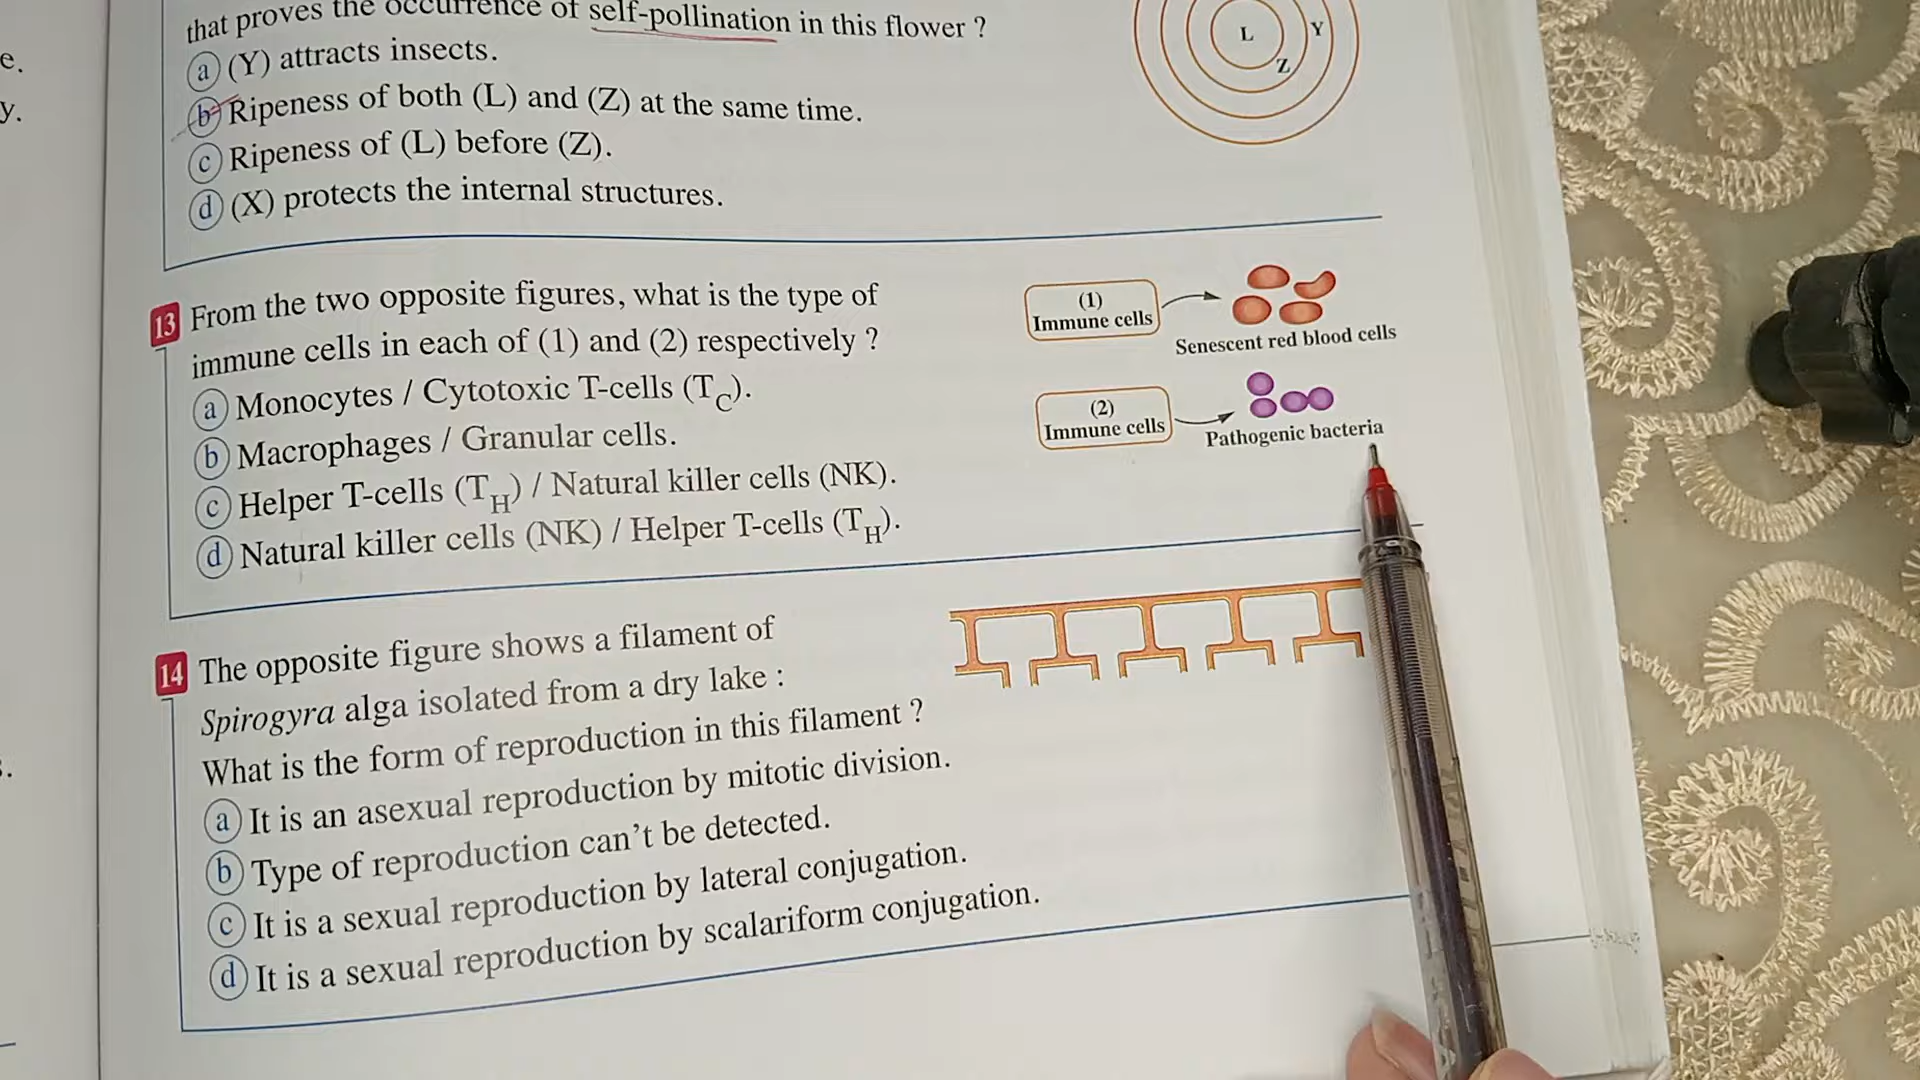 e.
y.
that proves the occurrence of self-pollination in this flower ?
a (Y) attracts insects.
b Ripeness of both (L) and (Z) at the same time.
c Ripeness of (L) before (Z).
d (X) protects the internal structures.
L
Y
Z
13 From the two opposite figures, what is the type of
immune cells in each of (1) and (2) respectively ?
a Monocytes / Cytotoxic T-cells (TC).
b Macrophages / Granular cells.
c Helper T-cells (TH) / Natural killer cells (NK).
d Natural killer cells (NK) / Helper T-cells (TH).
(1)
Immune cells
Senescent red blood cells
(2)
Immune cells
Pathogenic bacteria
14 The opposite figure shows a filament of
Spirogyra alga isolated from a dry lake :
What is the form of reproduction in this filament ?
a It is an asexual reproduction by mitotic division.
b Type of reproduction can't be detected.
c It is a sexual reproduction by lateral conjugation.
d It is a sexual reproduction by scalariform conjugation.